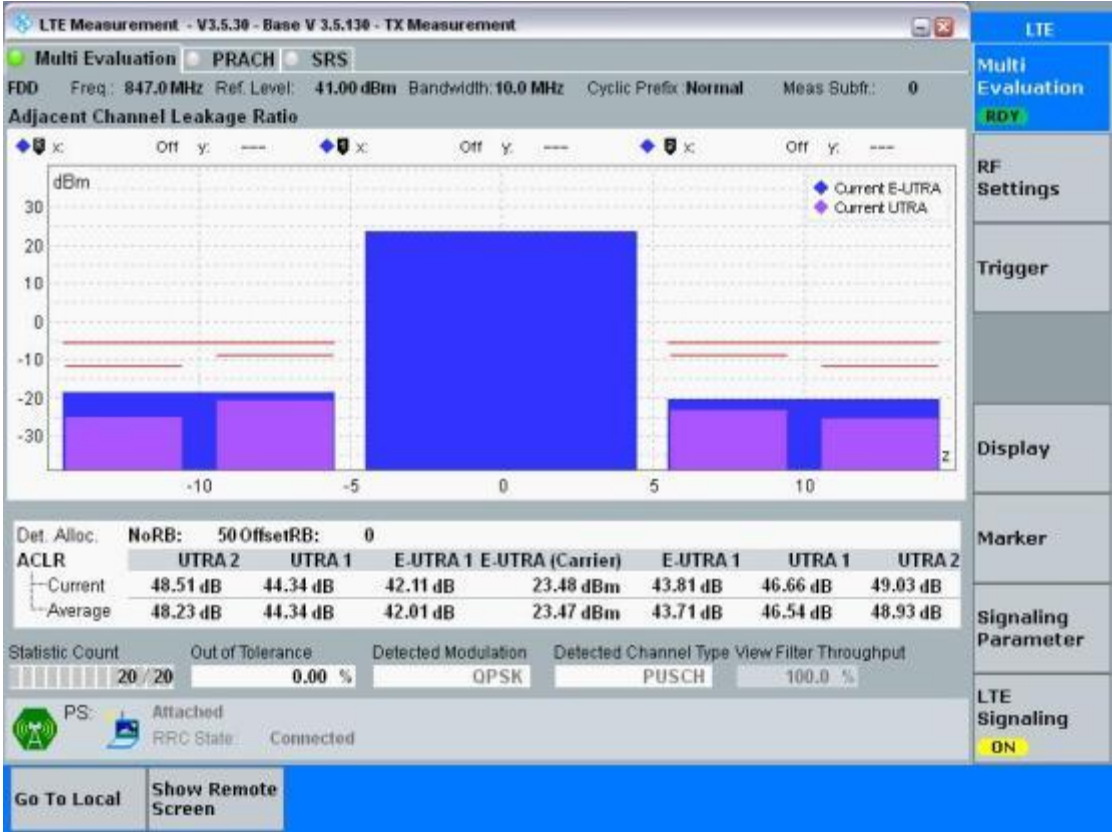 LTE Measurement - V3.5.30 - Base V 3.5.130 - TX Measurement
Multi Evaluation PRACH SRS
FDD Freq.: 847.0 MHz Ref. Level: 41.00 dBm Bandwidth: 10.0 MHz Cyclic Prefix: Normal Meas Subfr.: 0
Adjacent Channel Leakage Ratio
x: Off y: --- x: Off y: --- x: Off y: ---
dBm
Current E-UTRA
Current UTRA
30
20
10
0
-10
-20
-30
z
-10 -5 0 5 10
Det. Alloc. NoRB: 50 OffsetRB: 0
ACLR UTRA 2 UTRA 1 E-UTRA 1 E-UTRA (Carrier) E-UTRA 1 UTRA 1 UTRA 2
Current 48.51 dB 44.34 dB 42.11 dB 23.48 dBm 43.81 dB 46.66 dB 49.03 dB
Average 48.23 dB 44.34 dB 42.01 dB 23.47 dBm 43.71 dB 46.54 dB 48.93 dB
Statistic Count Out of Tolerance Detected Modulation Detected Channel Type View Filter Throughput
20 / 20 0.00 % QPSK PUSCH 100.0 %
PS: Attached
RRC State: Connected
Go To Local
Show Remote
Screen
LTE
Multi
Evaluation
RDY
RF
Settings
Trigger
Display
Marker
Signaling
Parameter
LTE
Signaling
ON